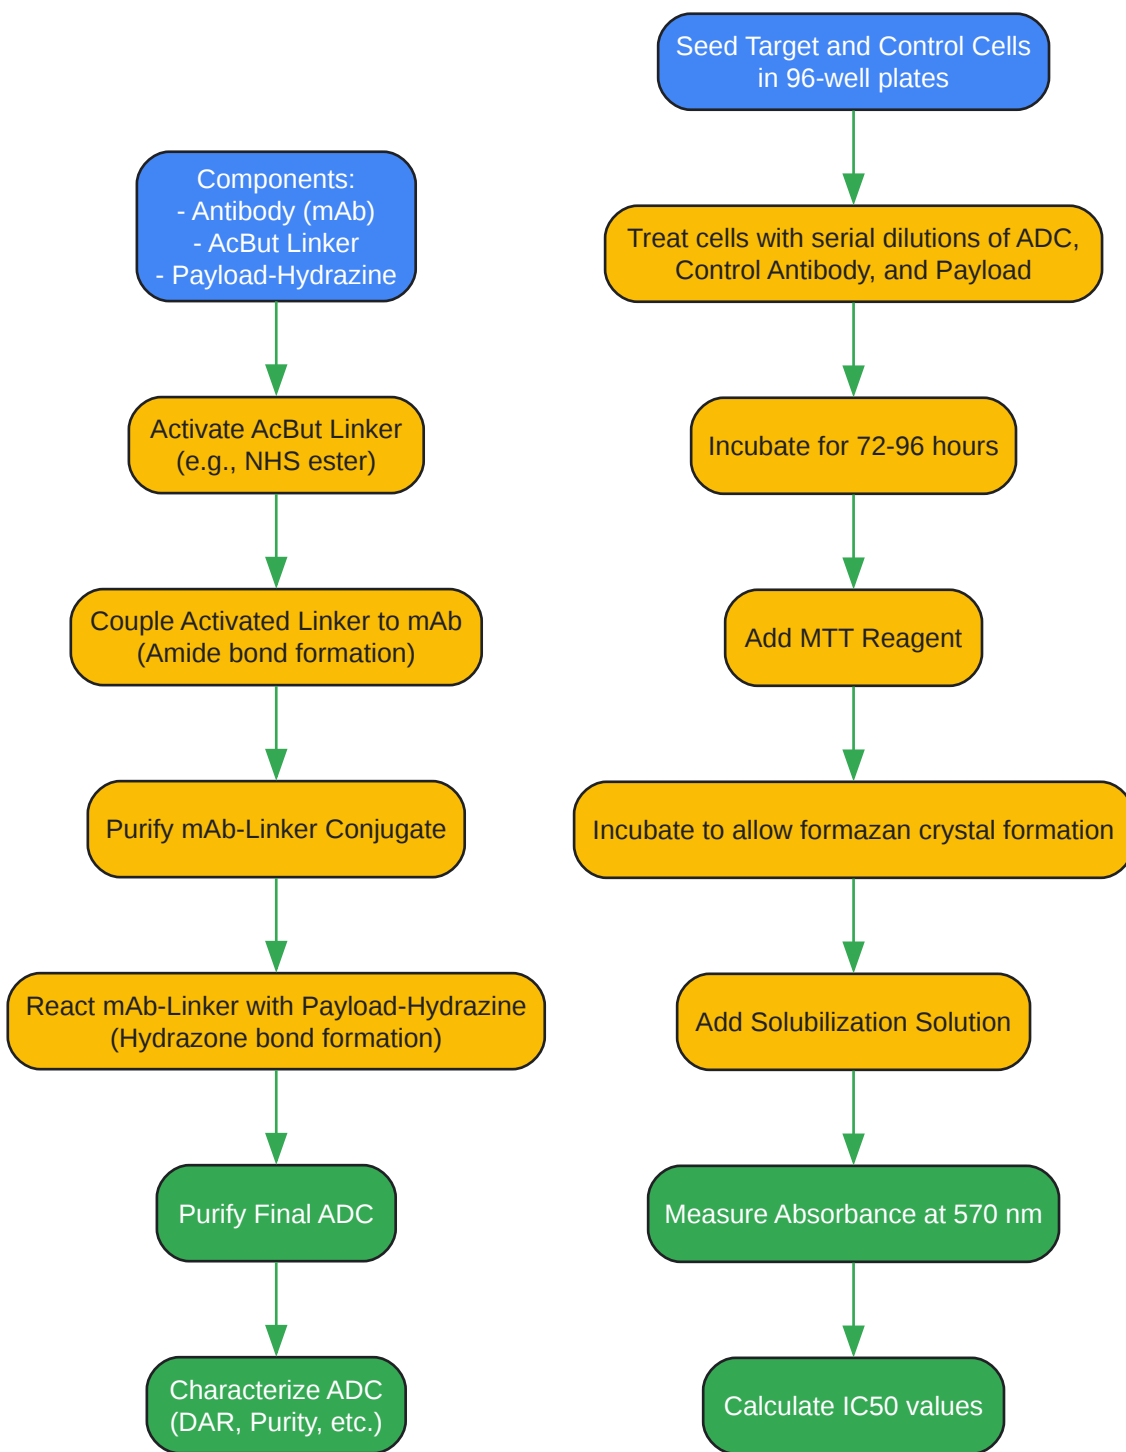 Components:
- Antibody (mAb)
- AcBut Linker
- Payload-Hydrazine
Activate AcBut Linker
(e.g., NHS ester)
Couple Activated Linker to mAb
(Amide bond formation)
Purify mAb-Linker Conjugate
React mAb-Linker with Payload-Hydrazine
(Hydrazone bond formation)
Purify Final ADC
Characterize ADC
(DAR, Purity, etc.)
Seed Target and Control Cells
in 96-well plates
Treat cells with serial dilutions of ADC,
Control Antibody, and Payload
Incubate for 72-96 hours
Add MTT Reagent
Incubate to allow formazan crystal formation
Add Solubilization Solution
Measure Absorbance at 570 nm
Calculate IC50 values